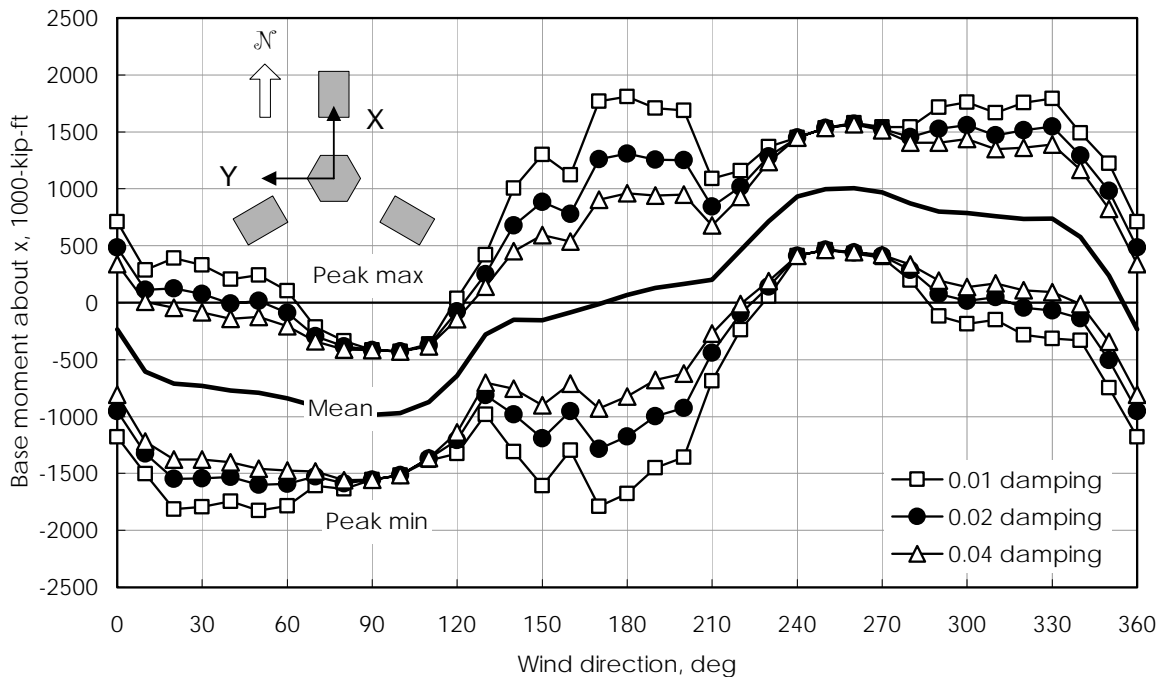 2500
2000
1500
1000
500
0
-500
-1000
-1500
-2000
-2500
Base moment about x, 1000-kip-ft
N
X
Y
Peak max
Mean
Peak min
0.01 damping
0.02 damping
0.04 damping
0 30 60 90 120 150 180 210 240 270 300 330 360
Wind direction, deg